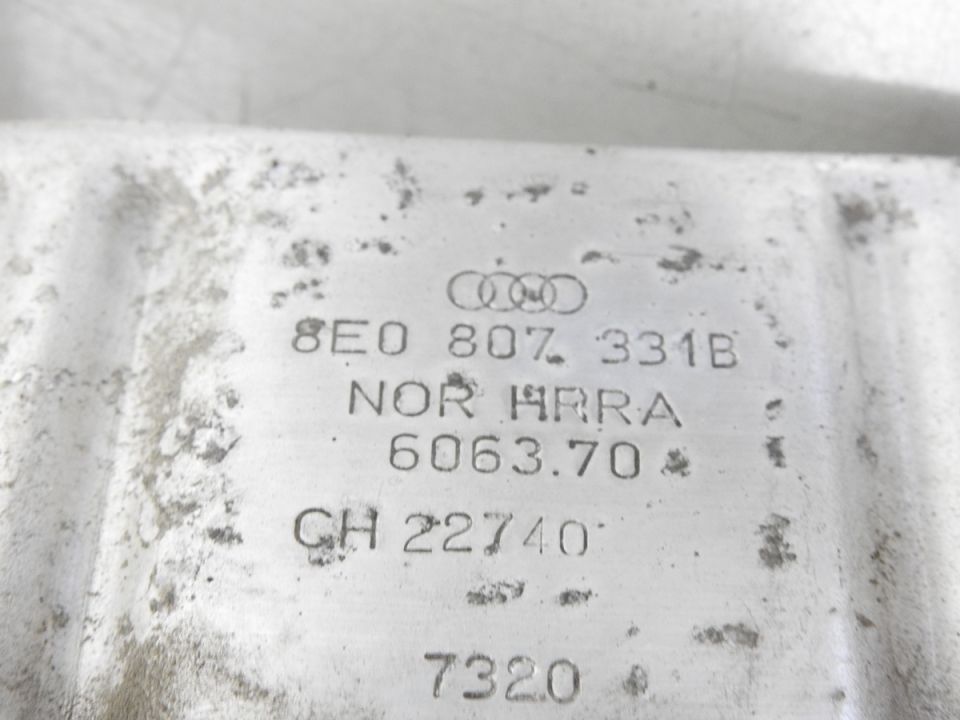 8E0 807 331B
NOR HRRA
6063.70
CH 22740
7320